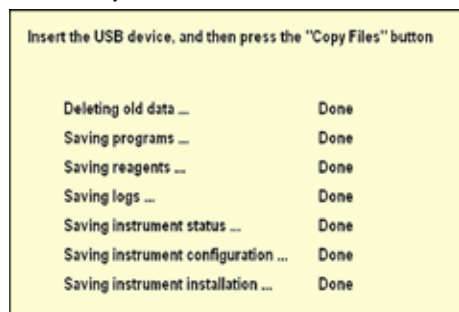 Insert the USB device, and then press the "Copy Files" button
Deleting old data ... Done
Saving programs ... Done
Saving reagents ... Done
Saving logs ... Done
Saving instrument status ... Done
Saving instrument configuration ... Done
Saving instrument installation ... Done